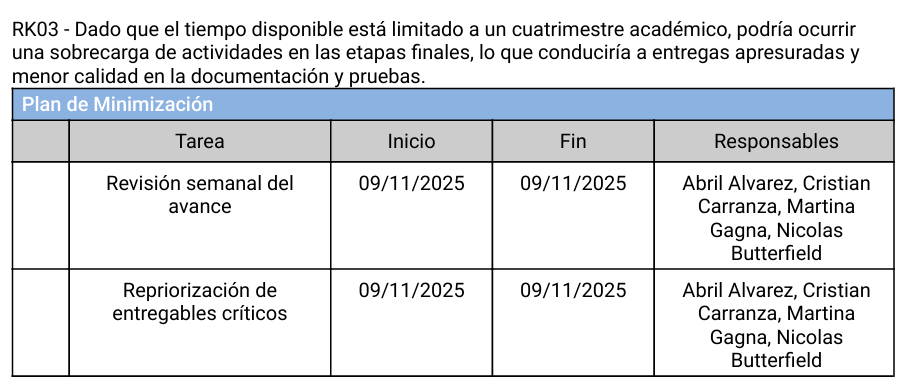 RK03 - Dado que el tiempo disponible está limitado a un cuatrimestre académico, podría ocurrir
una sobrecarga de actividades en las etapas finales, lo que conduciría a entregas apresuradas y
menor calidad en la documentación y pruebas.
Plan de Minimización
Tarea Inicio Fin Responsables
Revisión semanal del
avance
09/11/2025
09/11/2025
Abril Alvarez, Cristian
Carranza, Martina
Gagna, Nicolas
Butterfield
Repriorización de
entregables críticos
09/11/2025
09/11/2025
Abril Alvarez, Cristian
Carranza, Martina
Gagna, Nicolas
Butterfield